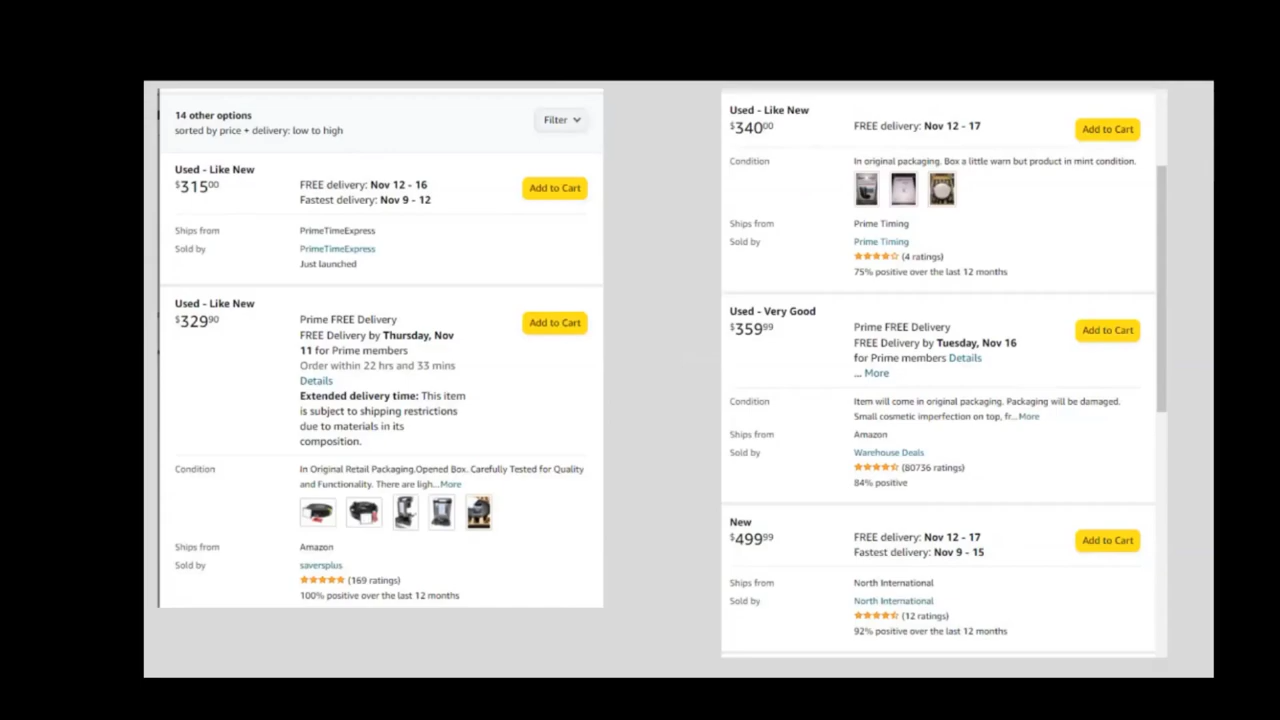 14 other options
sorted by price + delivery: low to high
Filter
Used - Like New
$31500
FREE delivery: Nov 12 - 16
Fastest delivery: Nov 9 - 12
Add to Cart
Ships from
PrimeTimeExpress
Sold by
PrimeTimeExpress
Just launched
Used - Like New
$32990
Prime FREE Delivery
FREE Delivery by Thursday, Nov
11 for Prime members
Order within 22 hrs and 33 mins
Details
Extended delivery time: This item
is subject to shipping restrictions
due to materials in its
composition.
Add to Cart
Condition
In Original Retail Packaging.Opened Box. Carefully Tested for Quality
and Functionality. There are ligh...More
Ships from
Amazon
Sold by
saversplus
(169 ratings)
100% positive over the last 12 months
Used - Like New
$34000
FREE delivery: Nov 12 - 17
Add to Cart
Condition
In original packaging. Box a little warn but product in mint condition.
Ships from
Prime Timing
Sold by
Prime Timing
(4 ratings)
75% positive over the last 12 months
Used - Very Good
$35999
Prime FREE Delivery
FREE Delivery by Tuesday, Nov 16
for Prime members Details
... More
Add to Cart
Condition
Item will come in original packaging. Packaging will be damaged.
Small cosmetic imperfection on top, fr...More
Ships from
Amazon
Sold by
Warehouse Deals
(80736 ratings)
84% positive
New
$49999
FREE delivery: Nov 12 - 17
Fastest delivery: Nov 9 - 15
Add to Cart
Ships from
North International
Sold by
North International
(12 ratings)
92% positive over the last 12 months